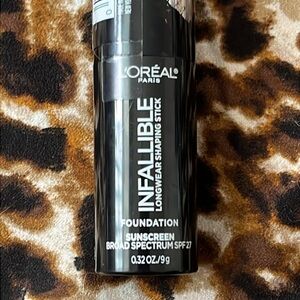 L'ORÉAL®
PARIS
INFALLIBLE
LONGWEAR SHAPING STICK
FOUNDATION
SUNSCREEN
BROAD SPECTRUM SPF 27
0.32 OZ./9g